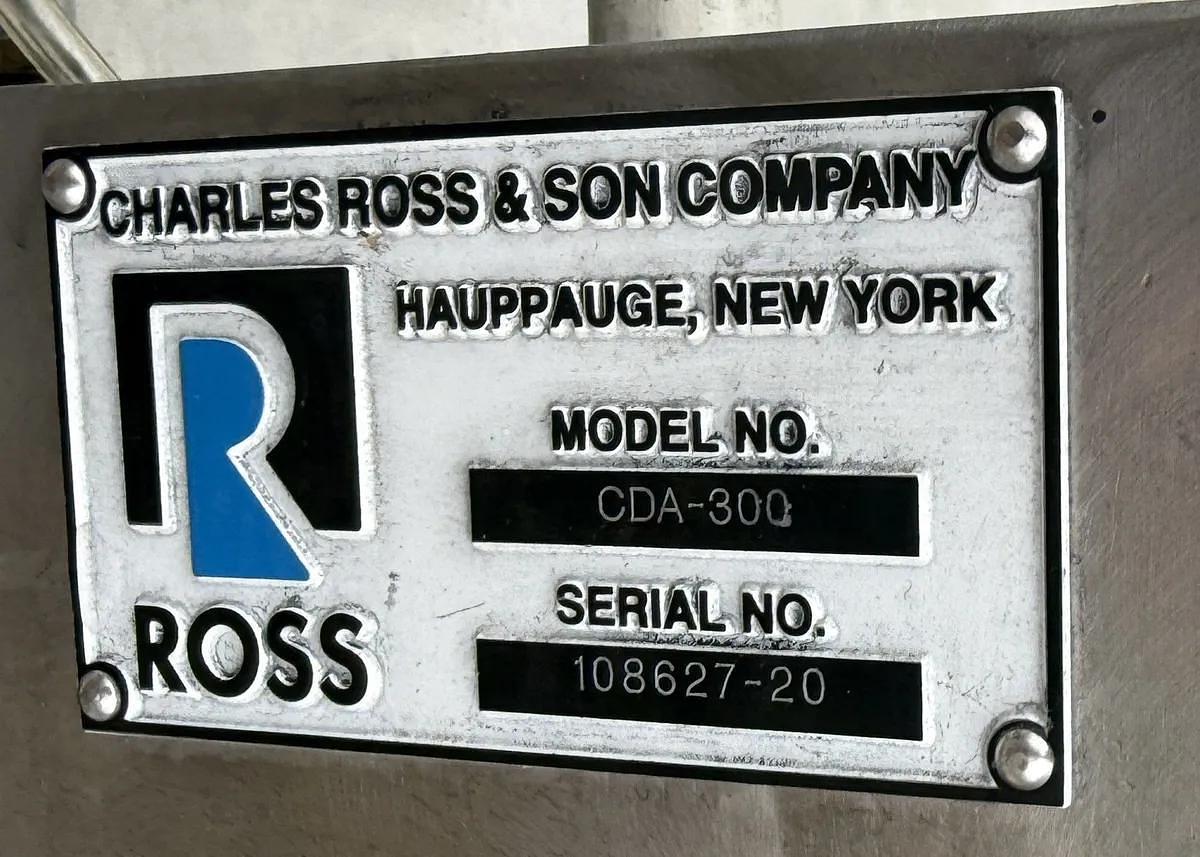 CHARLES ROSS & SON COMPANY
HAUPPAUGE, NEW YORK
R
ROSS
MODEL NO.
CDA-300
SERIAL NO.
108627-20